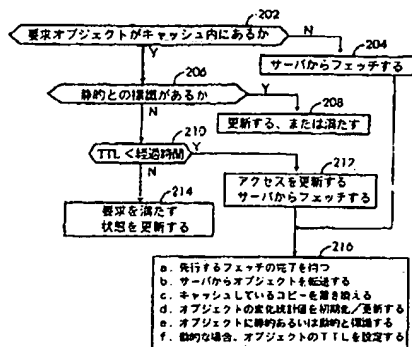 202
要求オブジェクトがキャッシュ内にあるか
N
204
サーバからフェッチする
Y
206
静的との標識があるか
Y
208
更新する、または満たす
N
210
TTL<経過時間
Y
212
アクセスを更新する
サーバからフェッチする
N
214
要求を満たす
状態を更新する
216
a. 先行するフェッチの完了を待つ
b. サーバからオブジェクトを転送する
c. キャッシュしているコピーを置き換える
d. オブジェクトの変化統計値を初期化/更新する
e. オブジェクトに静的あるいは動的と標識する
f. 動的な場合、オブジェクトのTTLを設定する